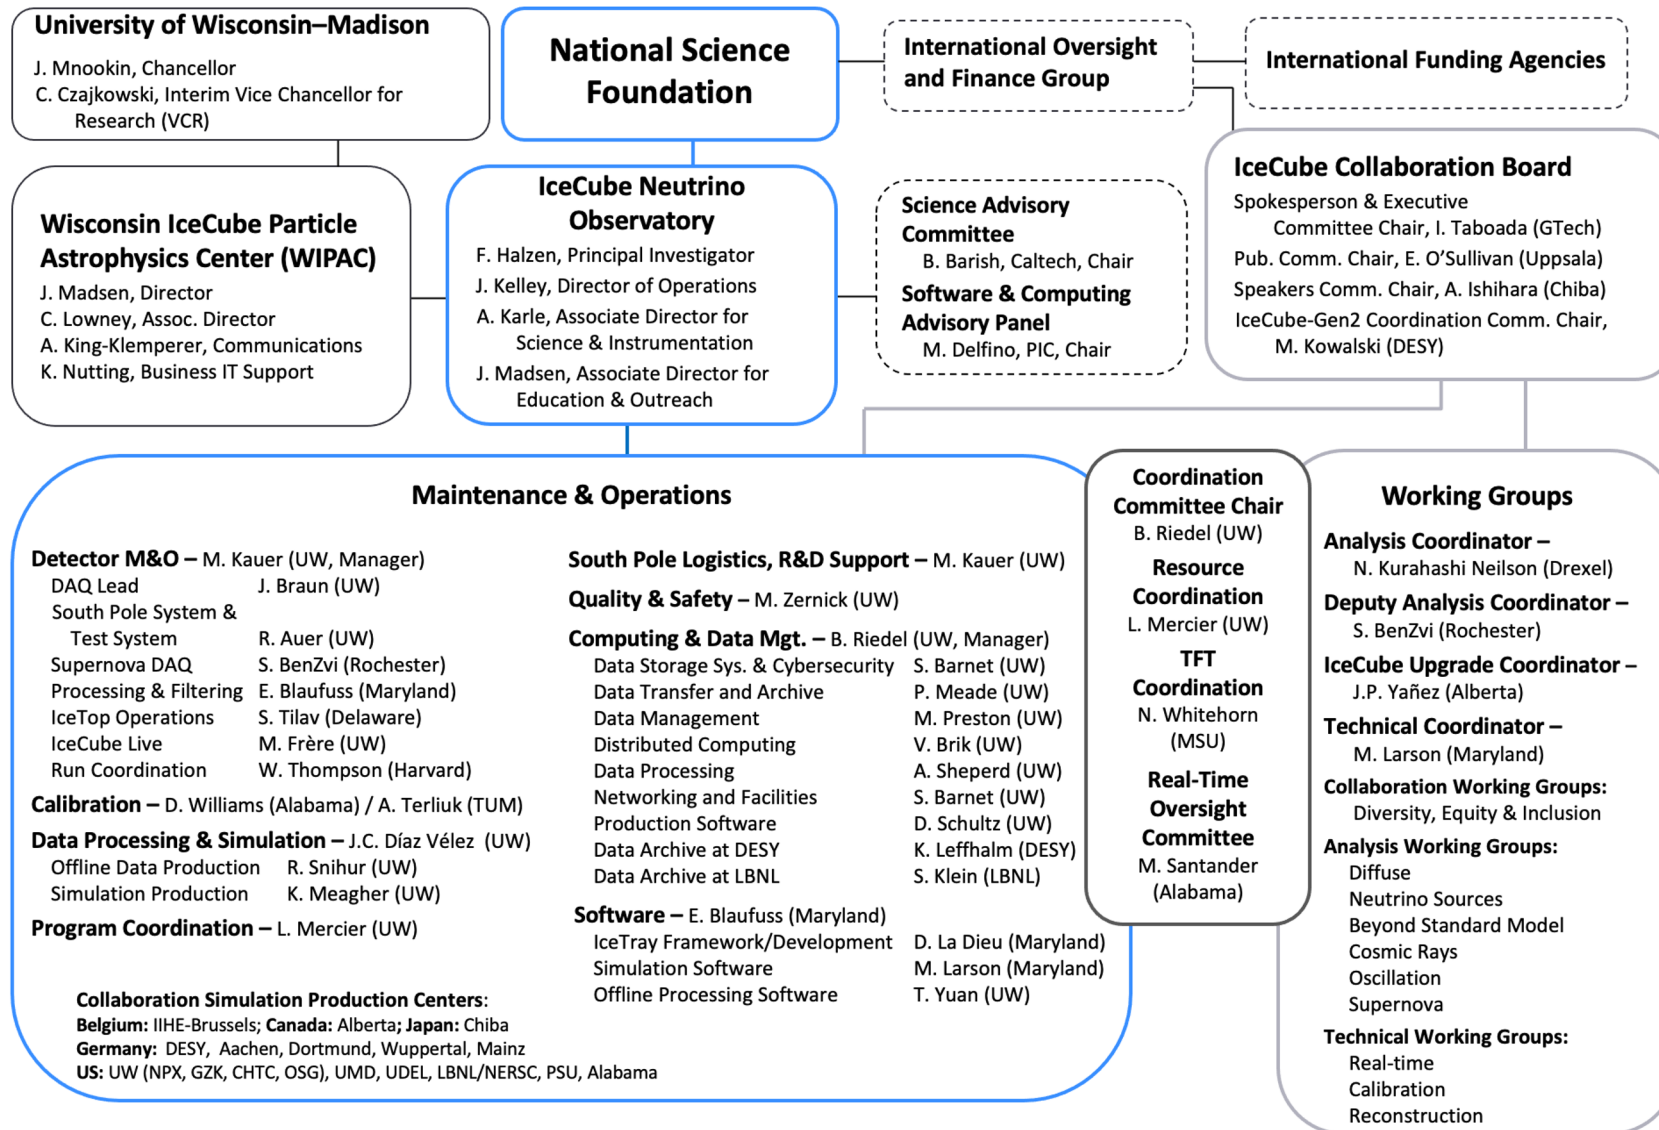 University of Wisconsin–Madison
J. Mnookin, Chancellor
C. Czajkowski, Interim Vice Chancellor for
Research (VCR)
National Science
Foundation
International Oversight
and Finance Group
International Funding Agencies
Wisconsin IceCube Particle
Astrophysics Center (WIPAC)
J. Madsen, Director
C. Lowney, Assoc. Director
A. King-Klemperer, Communications
K. Nutting, Business IT Support
IceCube Neutrino
Observatory
F. Halzen, Principal Investigator
J. Kelley, Director of Operations
A. Karle, Associate Director for
Science & Instrumentation
J. Madsen, Associate Director for
Education & Outreach
Science Advisory
Committee
B. Barish, Caltech, Chair
Software & Computing
Advisory Panel
M. Delfino, PIC, Chair
IceCube Collaboration Board
Spokesperson & Executive
Committee Chair, I. Taboada (GTech)
Pub. Comm. Chair, E. O’Sullivan (Uppsala)
Speakers Comm. Chair, A. Ishihara (Chiba)
IceCube-Gen2 Coordination Comm. Chair,
M. Kowalski (DESY)
Maintenance & Operations
Detector M&O – M. Kauer (UW, Manager)
DAQ Lead J. Braun (UW)
South Pole System &
Test System R. Auer (UW)
Supernova DAQ S. BenZvi (Rochester)
Processing & Filtering E. Blaufuss (Maryland)
IceTop Operations S. Tilav (Delaware)
IceCube Live M. Frère (UW)
Run Coordination W. Thompson (Harvard)
Calibration – D. Williams (Alabama) / A. Terliuk (TUM)
Data Processing & Simulation – J.C. Díaz Vélez (UW)
Offline Data Production R. Snihur (UW)
Simulation Production K. Meagher (UW)
Program Coordination – L. Mercier (UW)
Collaboration Simulation Production Centers:
Belgium: IIHE-Brussels; Canada: Alberta; Japan: Chiba
Germany: DESY, Aachen, Dortmund, Wuppertal, Mainz
US: UW (NPX, GZK, CHTC, OSG), UMD, UDEL, LBNL/NERSC, PSU, Alabama
South Pole Logistics, R&D Support – M. Kauer (UW)
Quality & Safety – M. Zernick (UW)
Computing & Data Mgt. – B. Riedel (UW, Manager)
Data Storage Sys. & Cybersecurity S. Barnet (UW)
Data Transfer and Archive P. Meade (UW)
Data Management M. Preston (UW)
Distributed Computing V. Brik (UW)
Data Processing A. Sheperd (UW)
Networking and Facilities S. Barnet (UW)
Production Software D. Schultz (UW)
Data Archive at DESY K. Leffhalm (DESY)
Data Archive at LBNL S. Klein (LBNL)
Software – E. Blaufuss (Maryland)
IceTray Framework/Development D. La Dieu (Maryland)
Simulation Software M. Larson (Maryland)
Offline Processing Software T. Yuan (UW)
Coordination
Committee Chair
B. Riedel (UW)
Resource
Coordination
L. Mercier (UW)
TFT
Coordination
N. Whitehorn
(MSU)
Real-Time
Oversight
Committee
M. Santander
(Alabama)
Working Groups
Analysis Coordinator –
N. Kurahashi Neilson (Drexel)
Deputy Analysis Coordinator –
S. BenZvi (Rochester)
IceCube Upgrade Coordinator –
J.P. Yañez (Alberta)
Technical Coordinator –
M. Larson (Maryland)
Collaboration Working Groups:
Diversity, Equity & Inclusion
Analysis Working Groups:
Diffuse
Neutrino Sources
Beyond Standard Model
Cosmic Rays
Oscillation
Supernova
Technical Working Groups:
Real-time
Calibration
Reconstruction